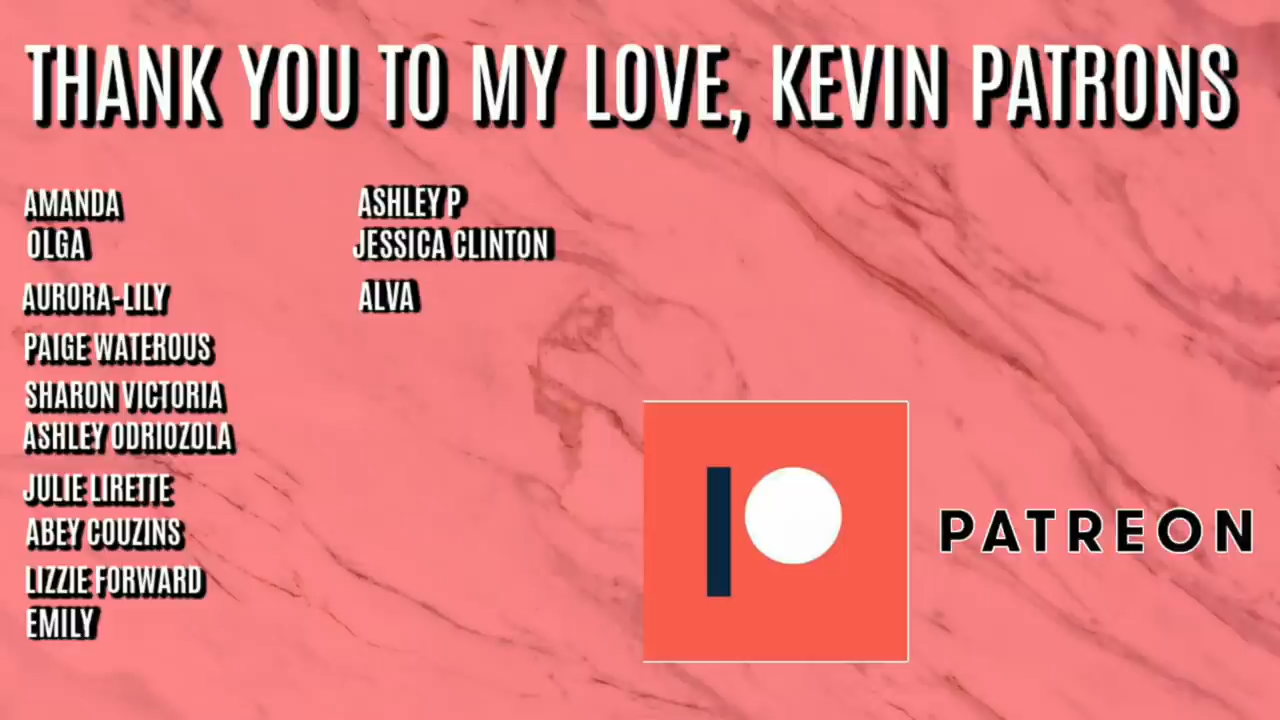 THANK YOU TO MY LOVE, KEVIN PATRONS
AMANDA
OLGA
AURORA-LILY
PAIGE WATEROUS
SHARON VICTORIA
ASHLEY ODRIOZOLA
JULIE LIRETTE
ABEY COUZINS
LIZZIE FORWARD
EMILY
ASHLEY P
JESSICA CLINTON
ALVA
PATREON